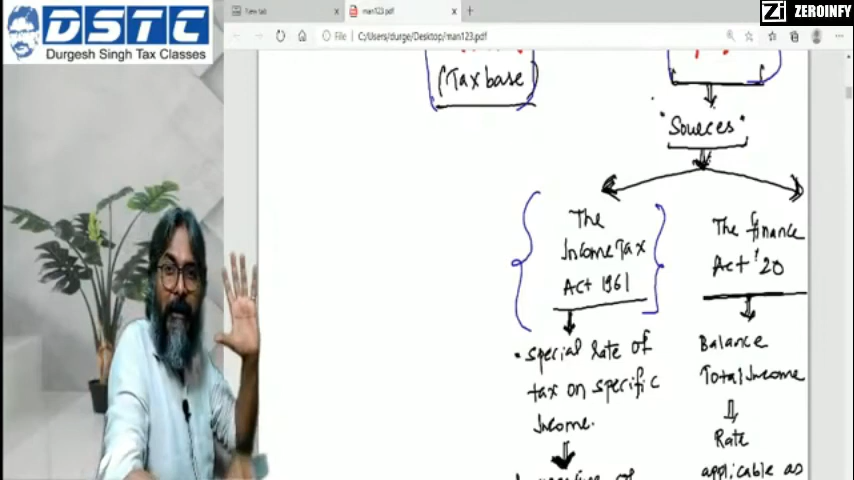 DSTC
Durgesh Singh Tax Classes
New tab
man123.pdf
File
C:/Users/durge/Desktop/man123.pdf
Zi ZEROINFY
(Tax base)
"Sources"
The
Income Tax
Act 1961
• special rate of
tax on specific
Income.
The finance
Act '20
Balance
Total Income
Rate
applicable as